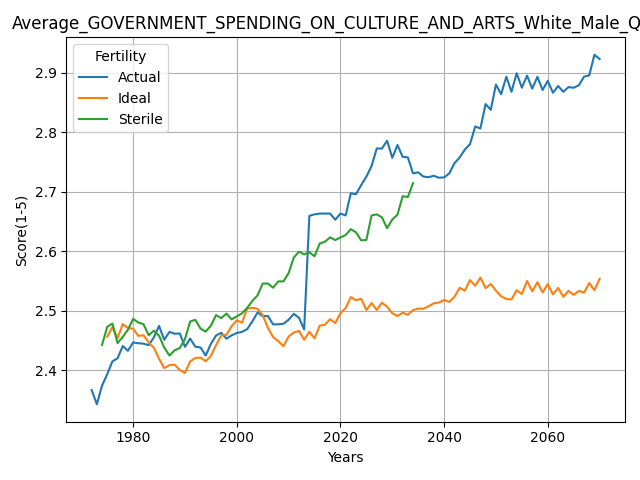 Average_GOVERNMENT_SPENDING_ON_CULTURE_AND_ARTS_White_Male_Q
Fertility
Actual
Ideal
Sterile
Score(1-5)
2.9
2.8
2.7
2.6
2.5
2.4
1980 2000 2020 2040 2060
Years